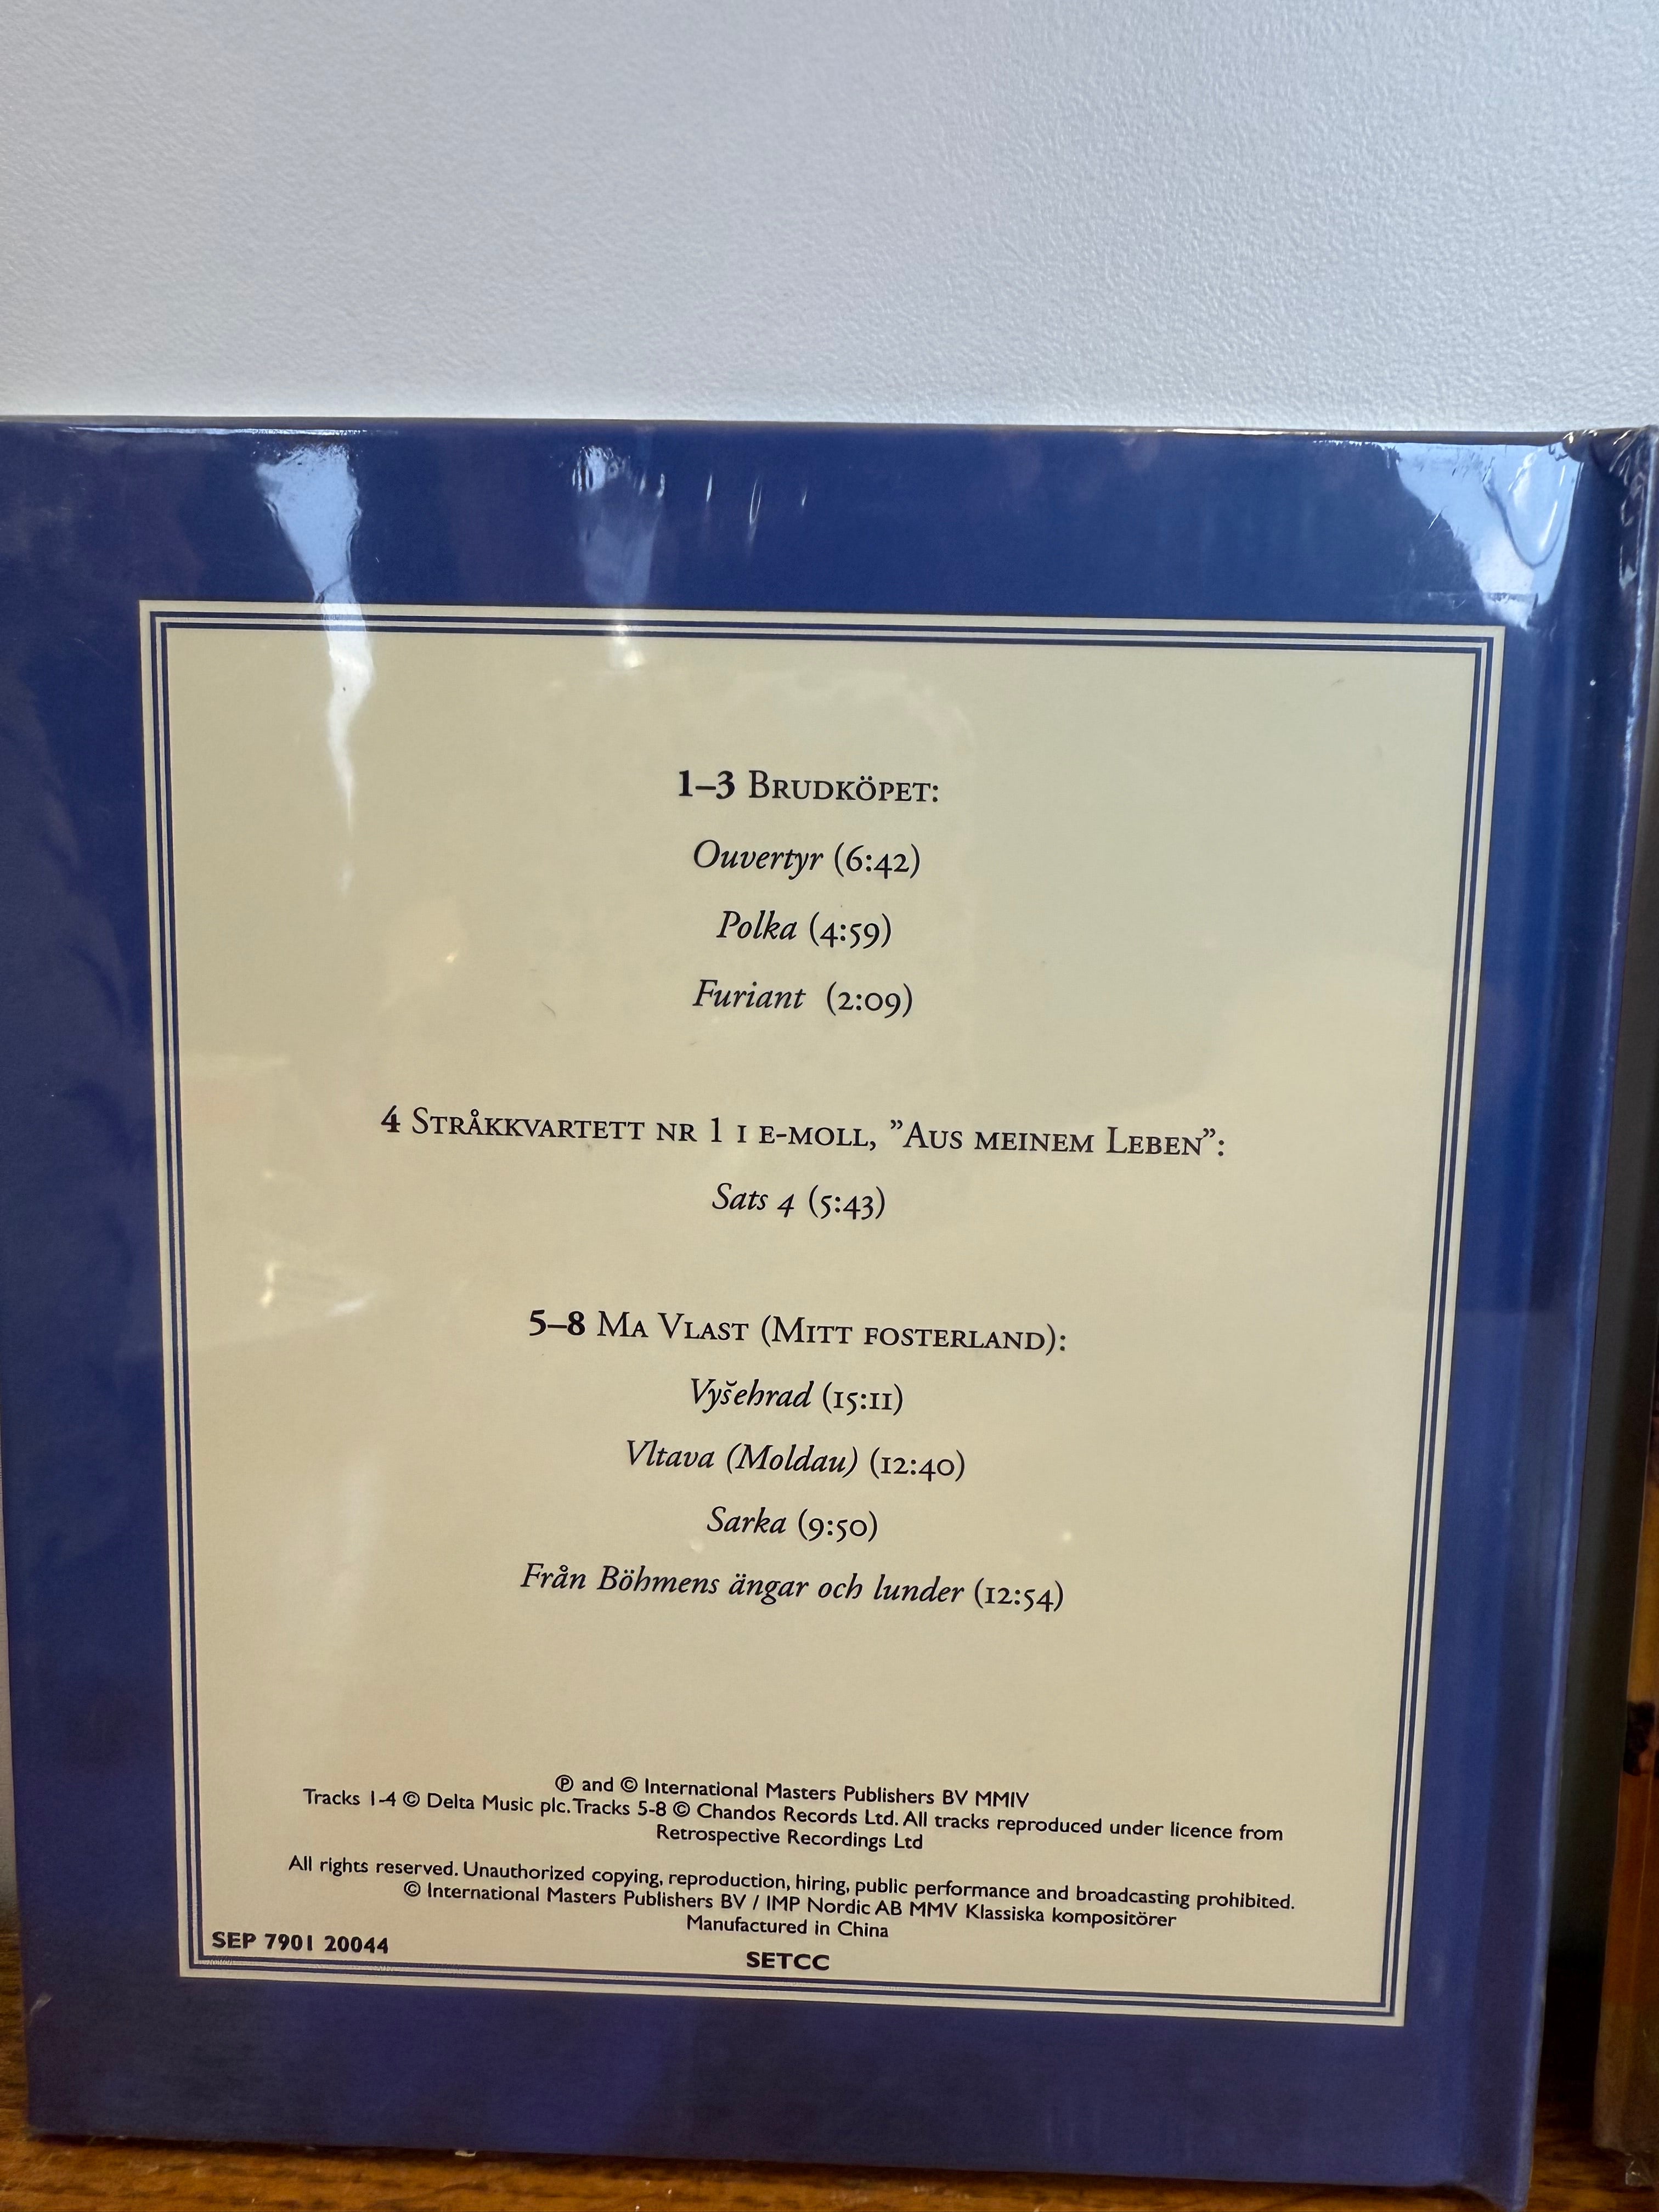 1–3 Brudköpet:
Ouvertyr (6:42)
Polka (4:59)
Furiant (2:09)
4 Stråkkvartett nr 1 i e-moll, ”Aus meinem Leben”:
Sats 4 (5:43)
5–8 Ma Vlast (Mitt fosterland):
Vyšehrad (15:11)
Vltava (Moldau) (12:40)
Sarka (9:50)
Från Böhmens ängar och lunder (12:54)
℗ and © International Masters Publishers BV MMIV
Tracks 1-4 © Delta Music plc. Tracks 5-8 © Chandos Records Ltd. All tracks reproduced under licence from
Retrospective Recordings Ltd
All rights reserved. Unauthorized copying, reproduction, hiring, public performance and broadcasting prohibited.
© International Masters Publishers BV / IMP Nordic AB MMV Klassiska kompositörer
Manufactured in China
SEP 7901 20044
SETCC